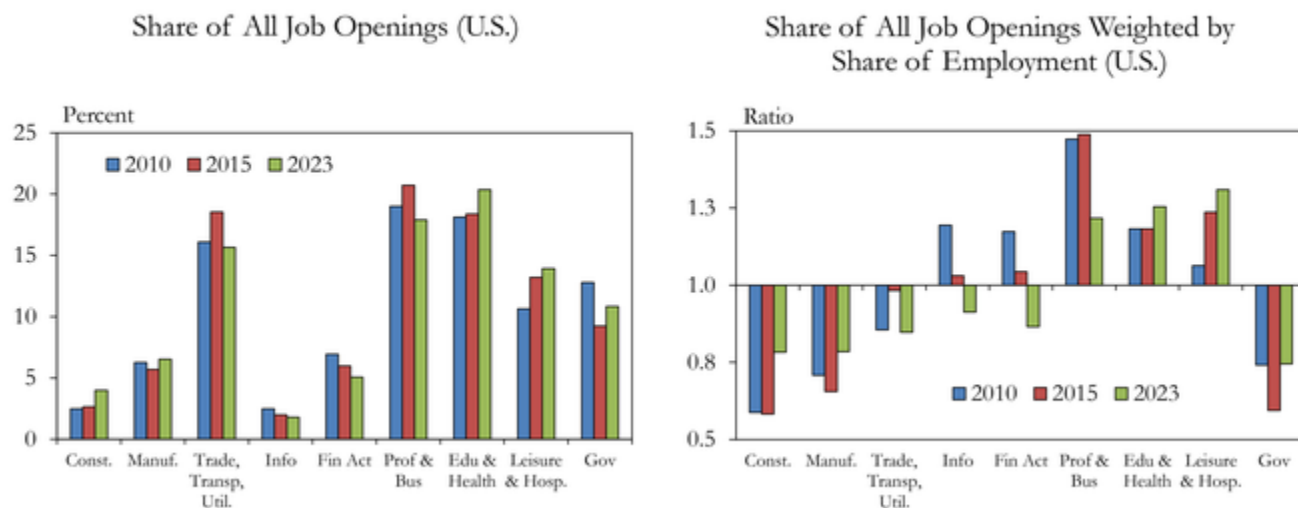 Share of All Job Openings (U.S.)
Percent
25
20
15
10
5
0
2010 2015 2023
Const. Manuf. Trade, Info Fin Act Prof & Edu & Leisure Gov
Transp, Bus Health & Hosp.
Util.
Share of All Job Openings Weighted by
Share of Employment (U.S.)
Ratio
1.5
1.3
1.0
0.8
0.5
2010 2015 2023
Const. Manuf. Trade, Info Fin Act Prof & Edu & Leisure Gov
Transp, Bus Health & Hosp.
Util.